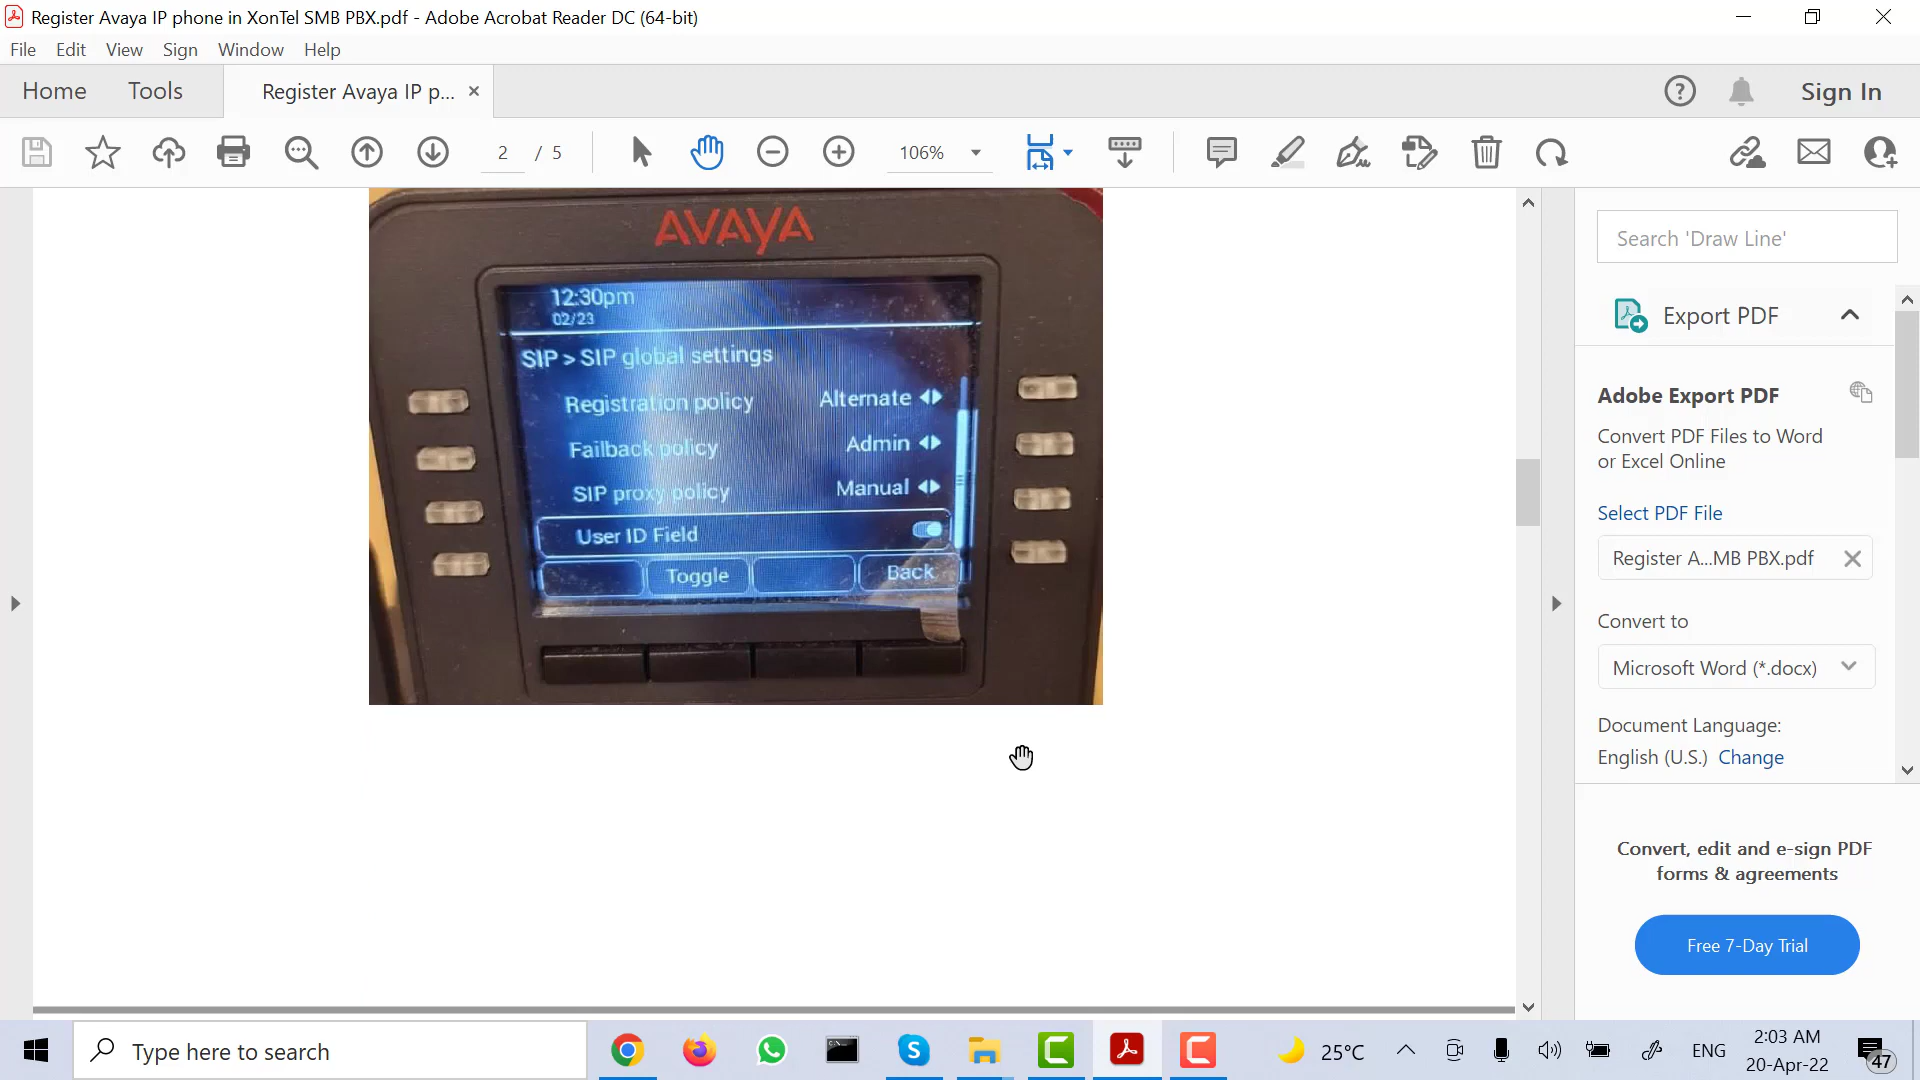 Register Avaya IP phone in XonTel SMB PBX.pdf - Adobe Acrobat Reader DC (64-bit)
File Edit View Sign Window Help
Home Tools Register Avaya IP p... Sign In
2 / 5 106%
AVAYA
12:30pm
02/23
SIP > SIP global settings
Registration policy Alternate
Failback policy Admin
SIP proxy policy Manual
User ID Field
Toggle Back
Search 'Draw Line'
Export PDF
Adobe Export PDF
Convert PDF Files to Word
or Excel Online
Select PDF File
Register A...MB PBX.pdf
Convert to
Microsoft Word (*.docx)
Document Language:
English (U.S.) Change
Convert, edit and e-sign PDF
forms & agreements
Free 7-Day Trial
Type here to search
25°C
ENG
2:03 AM
20-Apr-22
47